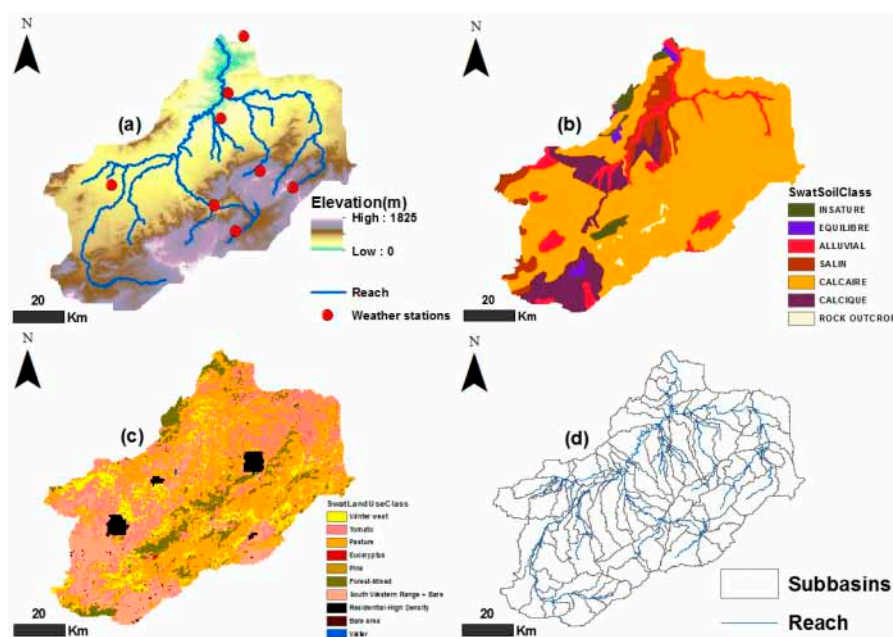 N
(a)
Elevation(m)
High : 1825
Low : 0
Reach
Weather stations
20
Km
N
(b)
SwatSoilClass
INSATURE
EQUILIBRE
ALLUVIAL
SALIN
CALCAIRE
CALCIQUE
ROCK OUTCROP
20
Km
N
(c)
SwatLandUseClass
Winter weat
Tomato
Pasture
Eucalyptus
Pine
Forest-Mixed
South Western Range + Bare
Residential-High Density
Bare area
Water
20
Km
N
(d)
Subbasins
Reach
20
Km